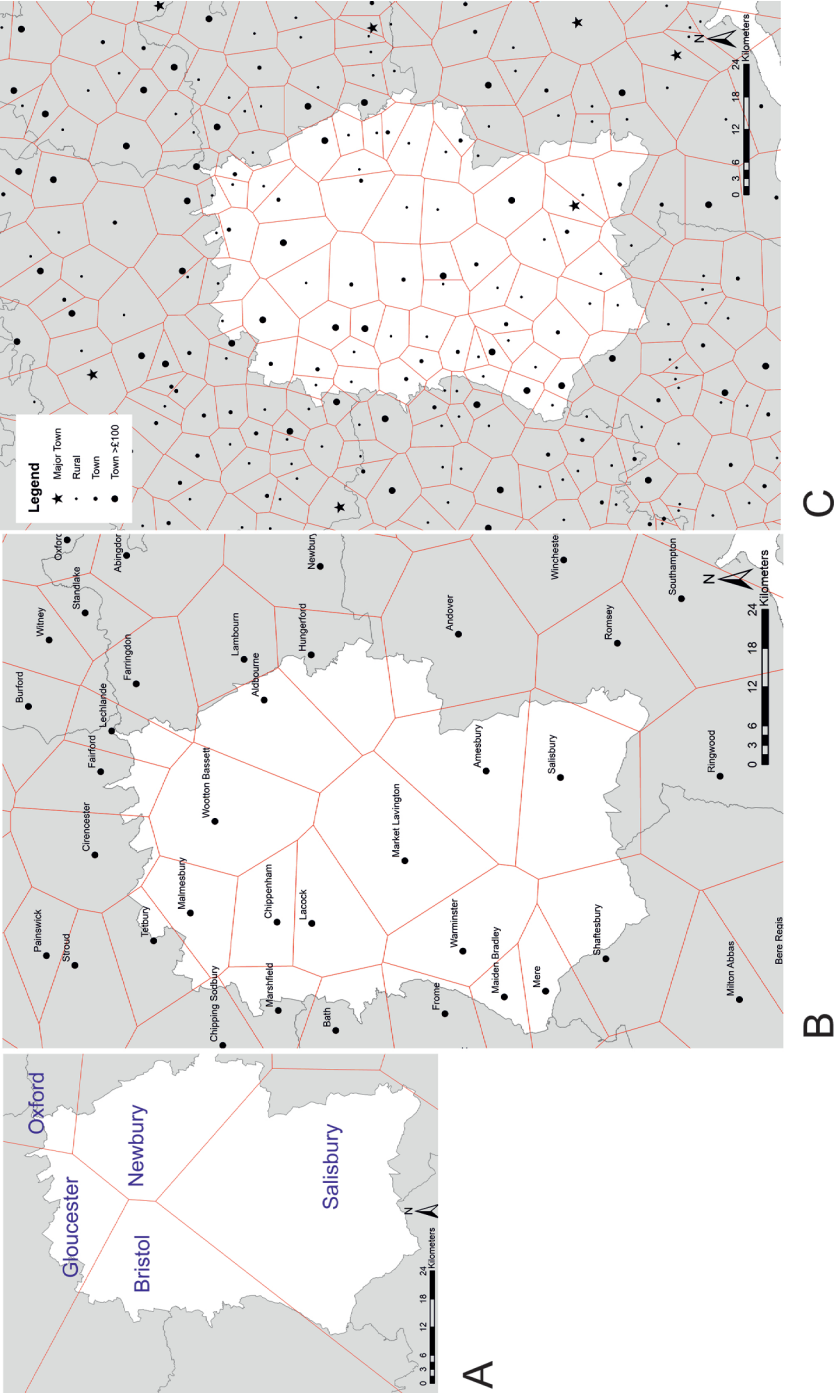 Oxford
Gloucester
Newbury
Bristol
Salisbury
N
0 3 6 12 18 24
Kilometers
A
Burford
Witney
Oxford
Standlake
Painswick
Stroud
Cirencester
Fairford
Lechlande
Abingdon
Farringdon
Tetbury
Malmesbury
Wootton Bassett
Lambourn
Aldbourne
Chipping Sodbury
Marshfield
Chippenham
Lacock
Hungerford
Newbury
Bath
Market Lavington
Frome
Warminster
Andover
Maiden Bradley
Amesbury
Mere
Salisbury
Winchester
Shaftesbury
Romsey
Southampton
Ringwood
Milton Abbas
Bere Regis
N
0 3 6 12 18 24
Kilometers
B
Legend
Major Town
Rural
Town
Town >£100
N
0 3 6 12 18 24
Kilometers
C